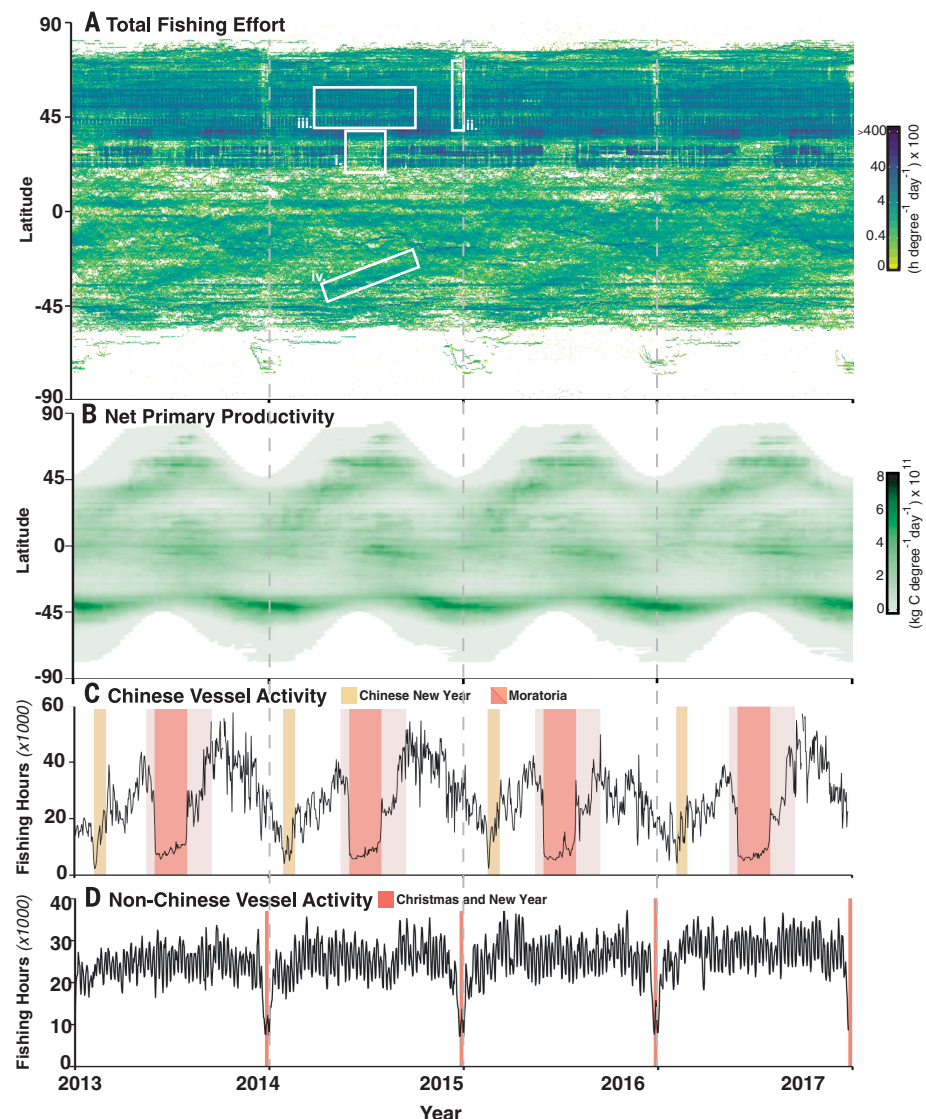 A Total Fishing Effort
90
45
0
-45
-90
Latitude
iii.
ii.
i.
iv.
>400
40
4
0.4
0
(h degree-1 day-1) x 100
B Net Primary Productivity
90
45
0
-45
-90
Latitude
8
6
4
2
0
(kg C degree-1 day-1) x 10 11
C Chinese Vessel Activity
Chinese New Year
Moratoria
60
40
20
0
Fishing Hours (x1000)
D Non-Chinese Vessel Activity
Christmas and New Year
40
30
20
10
0
Fishing Hours (x1000)
2013 2014 2015 2016 2017
Year